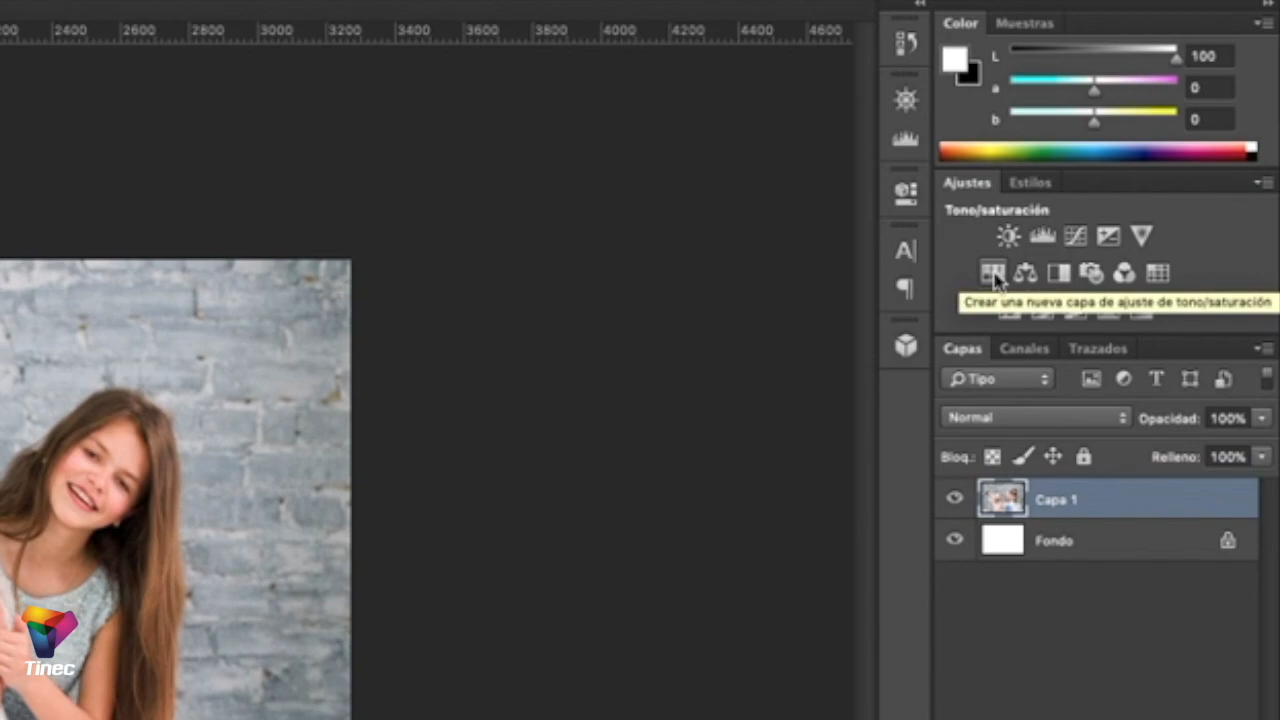 2400 2600 2800 3000 3200 3400 3600 3800 4000 4200 4400 4600
Color Muestras
L 100
a 0
b 0
Ajustes Estilos
Tono/saturación
A
Crear una nueva capa de ajuste de tono/saturación
Capas Canales Trazados
Tipo T
Normal Opacidad: 100%
Bloq.: Relleno: 100%
Capa 1
Fondo
Tinec